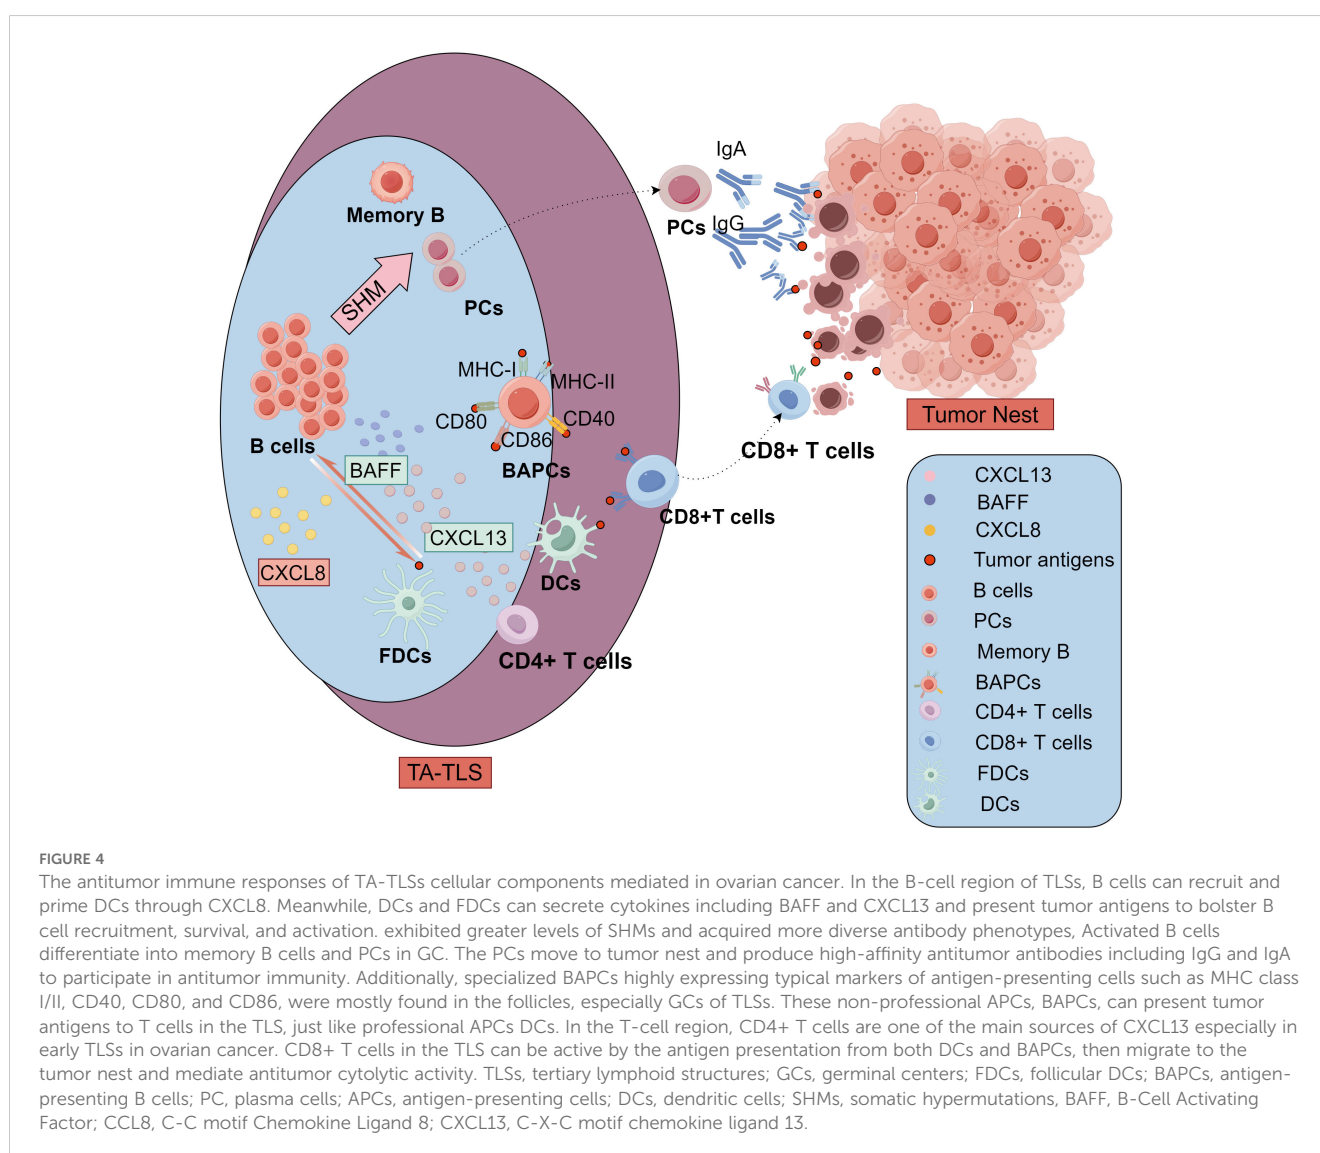 IgA
Memory B
PCs
IgG
SHM
PCs
MHC-I
MHC-II
CD80
CD40
CD86
BAPCs
Tumor Nest
B cells
BAFF
CD8+ T cells
CD8+T cells
CXCL13
CXCL8
DCs
FDCs
CD4+ T cells
TA-TLS
CXCL13
BAFF
CXCL8
Tumor antigens
B cells
PCs
Memory B
BAPCs
CD4+ T cells
CD8+ T cells
FDCs
DCs
FIGURE 4
The antitumor immune responses of TA-TLSs cellular components mediated in ovarian cancer. In the B-cell region of TLSs, B cells can recruit and
prime DCs through CXCL8. Meanwhile, DCs and FDCs can secrete cytokines including BAFF and CXCL13 and present tumor antigens to bolster B
cell recruitment, survival, and activation. exhibited greater levels of SHMs and acquired more diverse antibody phenotypes, Activated B cells
differentiate into memory B cells and PCs in GC. The PCs move to tumor nest and produce high-affinity antitumor antibodies including IgG and IgA
to participate in antitumor immunity. Additionally, specialized BAPCs highly expressing typical markers of antigen-presenting cells such as MHC class
I/II, CD40, CD80, and CD86, were mostly found in the follicles, especially GCs of TLSs. These non-professional APCs, BAPCs, can present tumor
antigens to T cells in the TLS, just like professional APCs DCs. In the T-cell region, CD4+ T cells are one of the main sources of CXCL13 especially in
early TLSs in ovarian cancer. CD8+ T cells in the TLS can be active by the antigen presentation from both DCs and BAPCs, then migrate to the
tumor nest and mediate antitumor cytolytic activity. TLSs, tertiary lymphoid structures; GCs, germinal centers; FDCs, follicular DCs; BAPCs, antigen-
presenting B cells; PC, plasma cells; APCs, antigen-presenting cells; DCs, dendritic cells; SHMs, somatic hypermutations, BAFF, B-Cell Activating
Factor; CCL8, C-C motif Chemokine Ligand 8; CXCL13, C-X-C motif chemokine ligand 13.